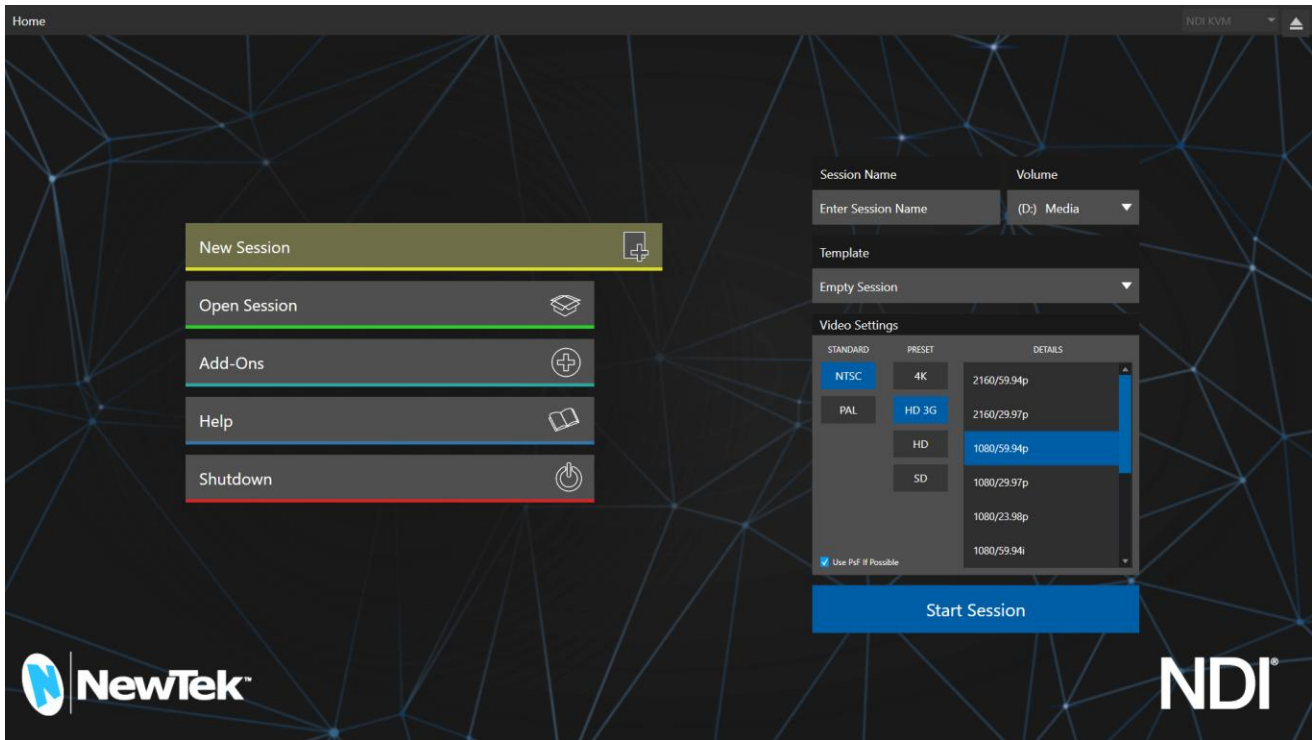 Home
NDI KVM
New Session
Open Session
Add-Ons
Help
Shutdown
Session Name
Volume
Enter Session Name
(D:) Media
Template
Empty Session
Video Settings
STANDARD
PRESET
DETAILS
NTSC
PAL
4K
HD 3G
HD
SD
2160/59.94p
2160/29.97p
1080/59.94p
1080/29.97p
1080/23.98p
1080/59.94i
Use PsF If Possible
Start Session
NewTek™
NDI®